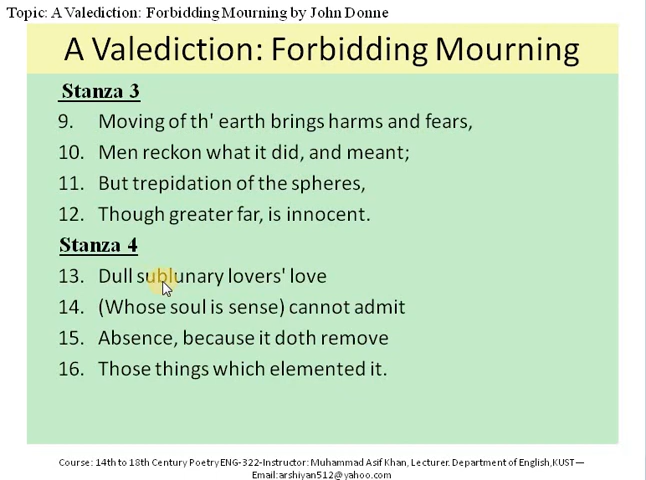 Topic: A Valediction: Forbidding Mourning by John Donne
A Valediction: Forbidding Mourning
Stanza 3
9. Moving of th' earth brings harms and fears,
10. Men reckon what it did, and meant;
11. But trepidation of the spheres,
12. Though greater far, is innocent.
Stanza 4
13. Dull sublunary lovers' love
14. (Whose soul is sense) cannot admit
15. Absence, because it doth remove
16. Those things which elemented it.
Course: 14th to 18th Century Poetry ENG-322-Instructor: Muhammad Asif Khan, Lecturer. Department of English,KUST—
Email:arshiyan512@yahoo.com